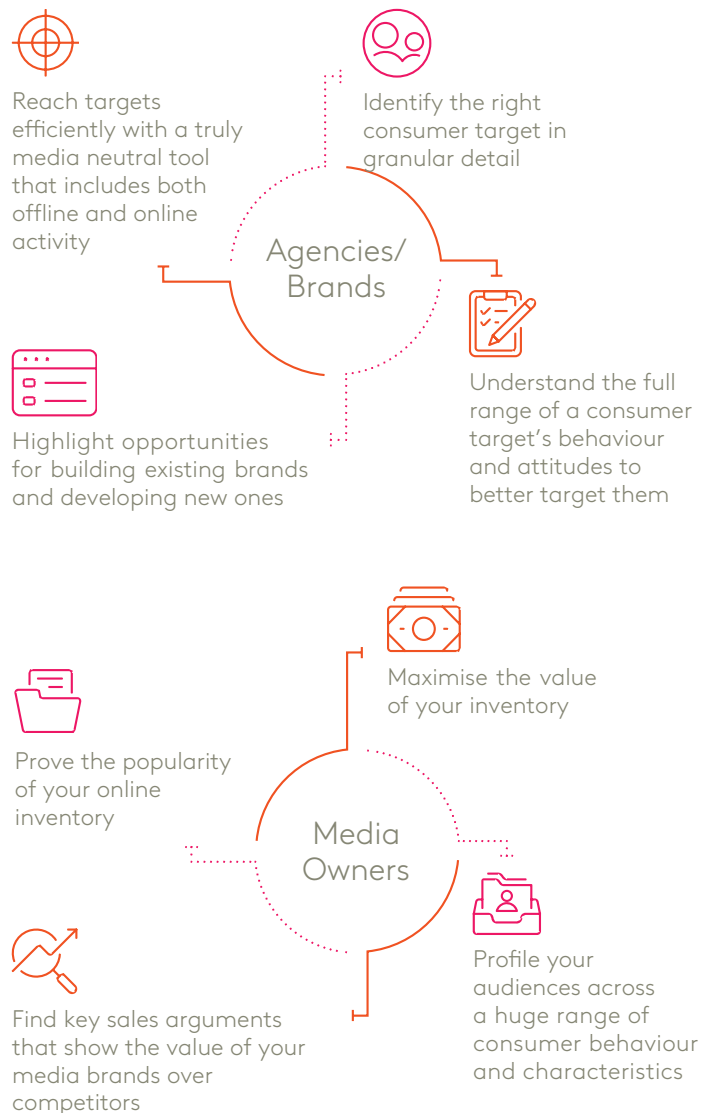 Reach targets
efficiently with a truly
media neutral tool
that includes both
offline and online
activity
Identify the right
consumer target in
granular detail
Agencies/
Brands
Highlight opportunities
for building existing brands
and developing new ones
Understand the full
range of a consumer
target's behaviour
and attitudes to
better target them
Maximise the value
of your inventory
Prove the popularity
of your online
inventory
Media
Owners
Find key sales arguments
that show the value of your
media brands over
competitors
Profile your
audiences across
a huge range of
consumer behaviour
and characteristics